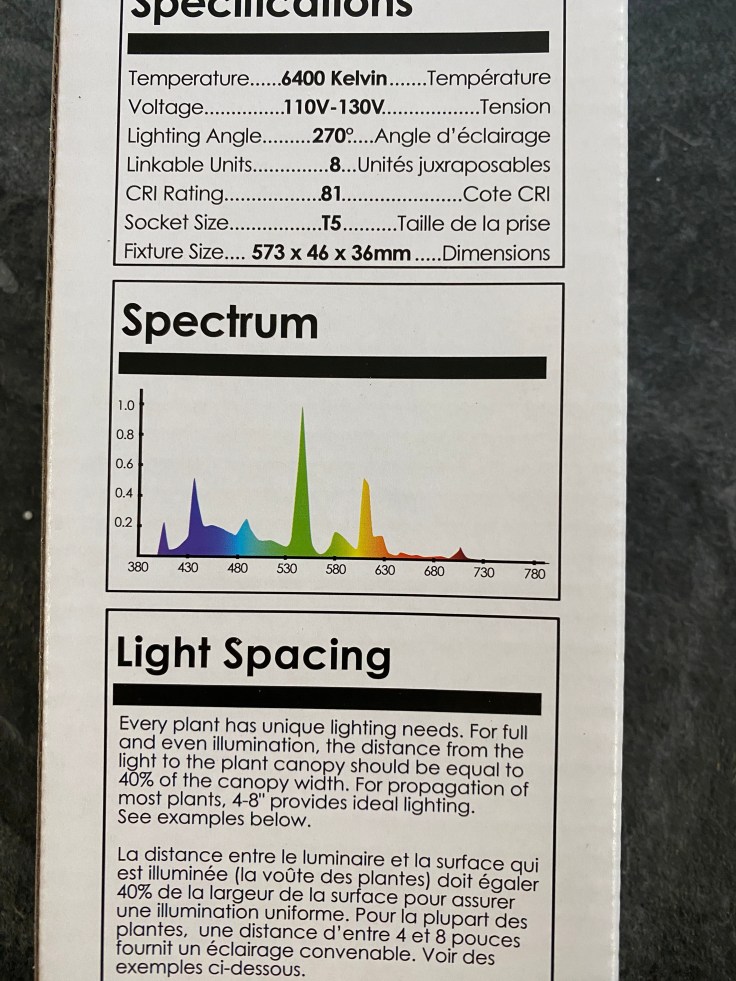 Specifications
Temperature......6400 Kelvin.......Température
Voltage...............110V-130V..................Tension
Lighting Angle.........270°....Angle d'éclairage
Linkable Units..............8...Unités juxraposables
CRI Rating..................81......................Cote CRI
Socket Size.................T5..........Taille de la prise
Fixture Size.... 573 x 46 x 36mm.....Dimensions
Spectrum
1.0
0.8
0.6
0.4
0.2
380 430 480 530 580 630 680 730 780
Light Spacing
Every plant has unique lighting needs. For full
and even illumination, the distance from the
light to the plant canopy should be equal to
40% of the canopy width. For propagation of
most plants, 4-8" provides ideal lighting.
See examples below.
La distance entre le luminaire et la surface qui
est illuminée (la voûte des plantes) doit égaler
40% de la largeur de la surface pour assurer
une illumination uniforme. Pour la plupart des
plantes, une distance d'entre 4 et 8 pouces
fournit un éclairage convenable. Voir des
exemples ci-dessous.